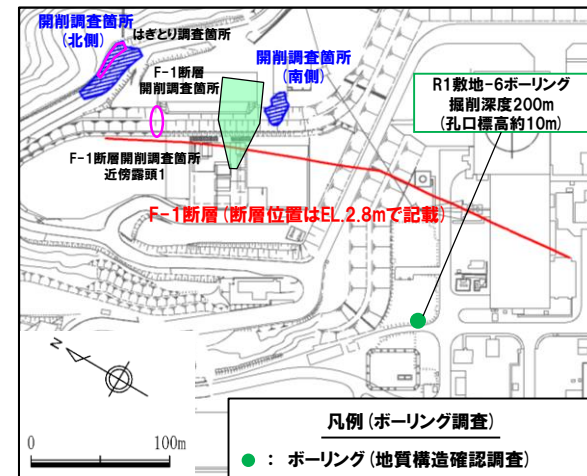 開削調査箇所
(北側)
はぎとり調査箇所
F-1断層
開削調査箇所
開削調査箇所
(南側)
R1敷地-6ボーリング
掘削深度200m
(孔口標高約10m)
F-1断層開削調査箇所
近傍露頭1
F-1断層(断層位置はEL.2.8mで記載)
N
0 100m
凡例(ボーリング調査)
● : ボーリング(地質構造確認調査)